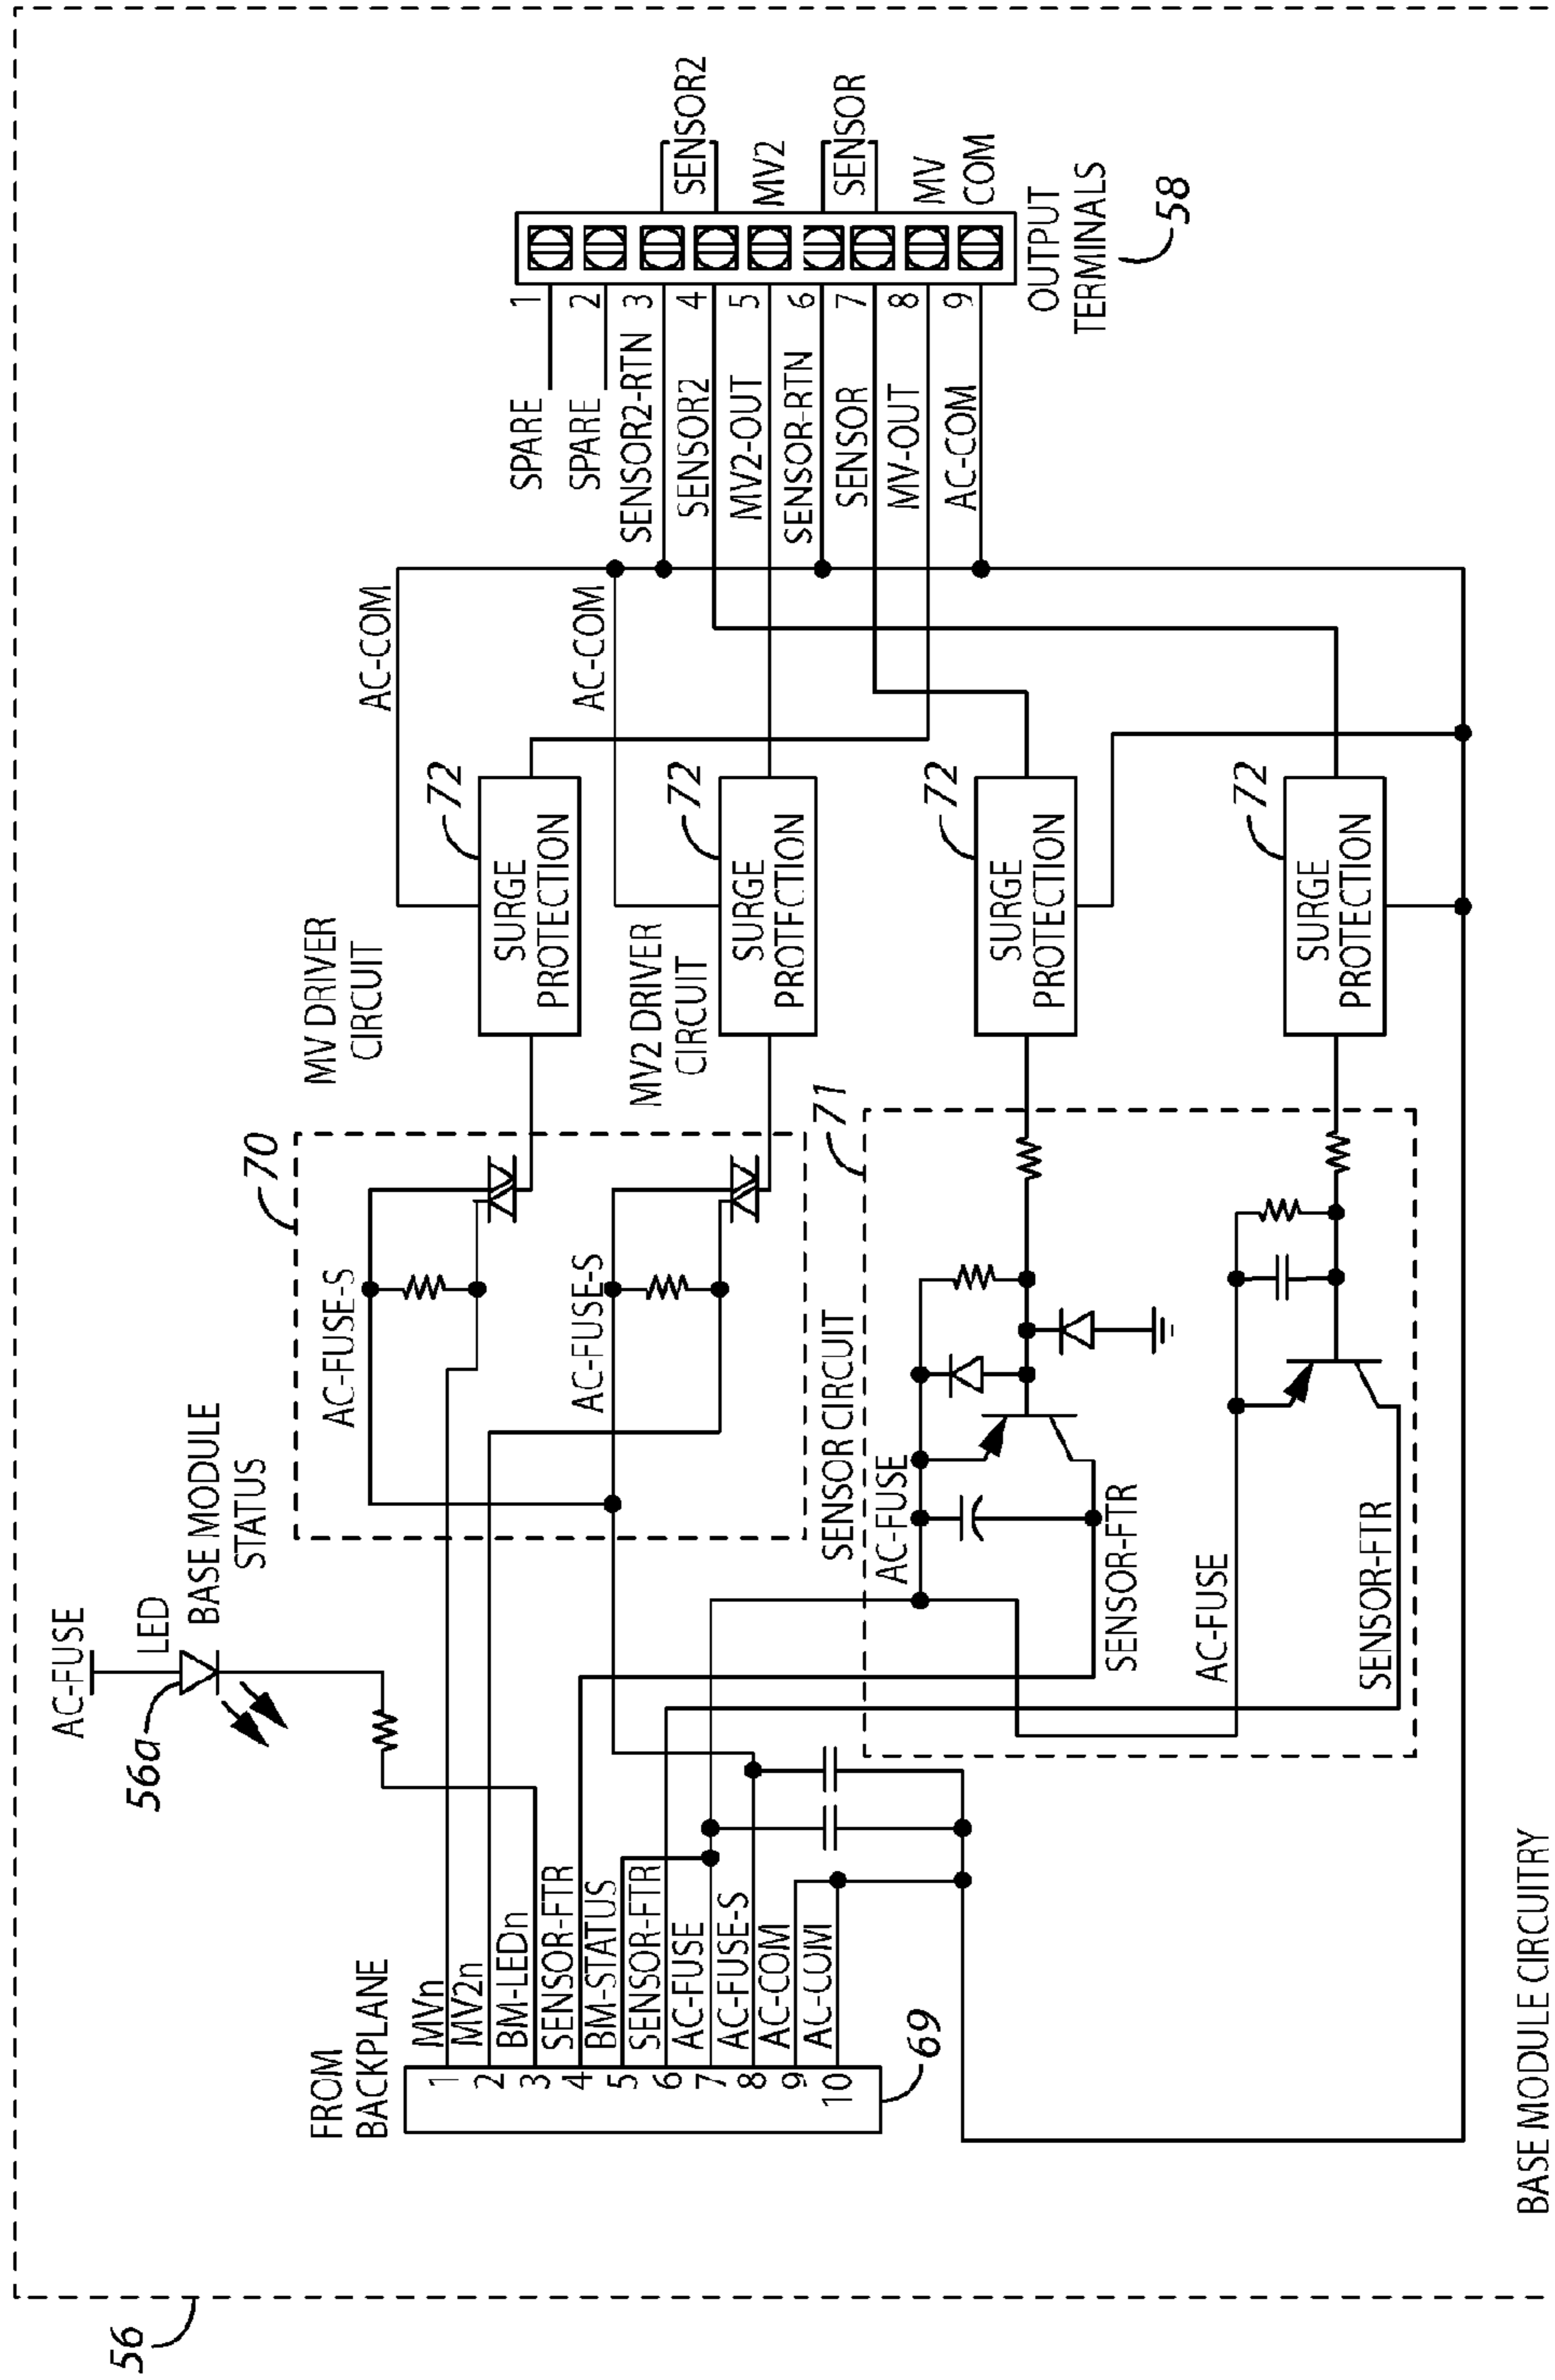 56
AC-FUSE
LED
56a
BASE MODULE
STATUS
FROM
BACKPLANE
MVn
MV2n
BM-LEDn
SENSOR-FTR
BM-STATUS
SENSOR-FTR
AC-FUSE
AC-FUSE-S
AC-COM
AC-COM
1
2
3
4
5
6
7
8
9
10
69
70
AC-FUSE-S
AC-FUSE-S
MV DRIVER
CIRCUIT
MV2 DRIVER
CIRCUIT
SENSOR CIRCUIT
71
AC-FUSE
SENSOR-FTR
AC-FUSE
SENSOR-FTR
72
SURGE
PROTECTION
72
SURGE
PROTFCTION
72
SURGE
PROTECTION
72
SURGE
PROTECTION
AC-COM
AC-COM
SPARE
SPARE
SENSOR2-RTN
SENSOR2
MV2-OUT
SENSOR-RTN
SENSOR
MV-OUT
AC-COM
1
2
3
4
5
6
7
8
9
SENSOR2
MV2
SENSOR
MV
COM
OUTPUT
TERMINALS
58
BASE MODULE CIRCUITRY